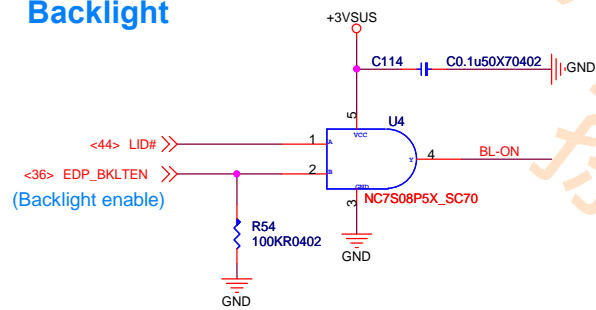 Backlight
+3VSUS
C114 C0.1u50X70402
GND
5 U4
VCC
<44> LID# 1 A
Y 4 BL-ON
<36> EDP_BKLTEN 2 B
(Backlight enable)
GND NC7S08P5X_SC70
3
R54
100KR0402
GND
GND